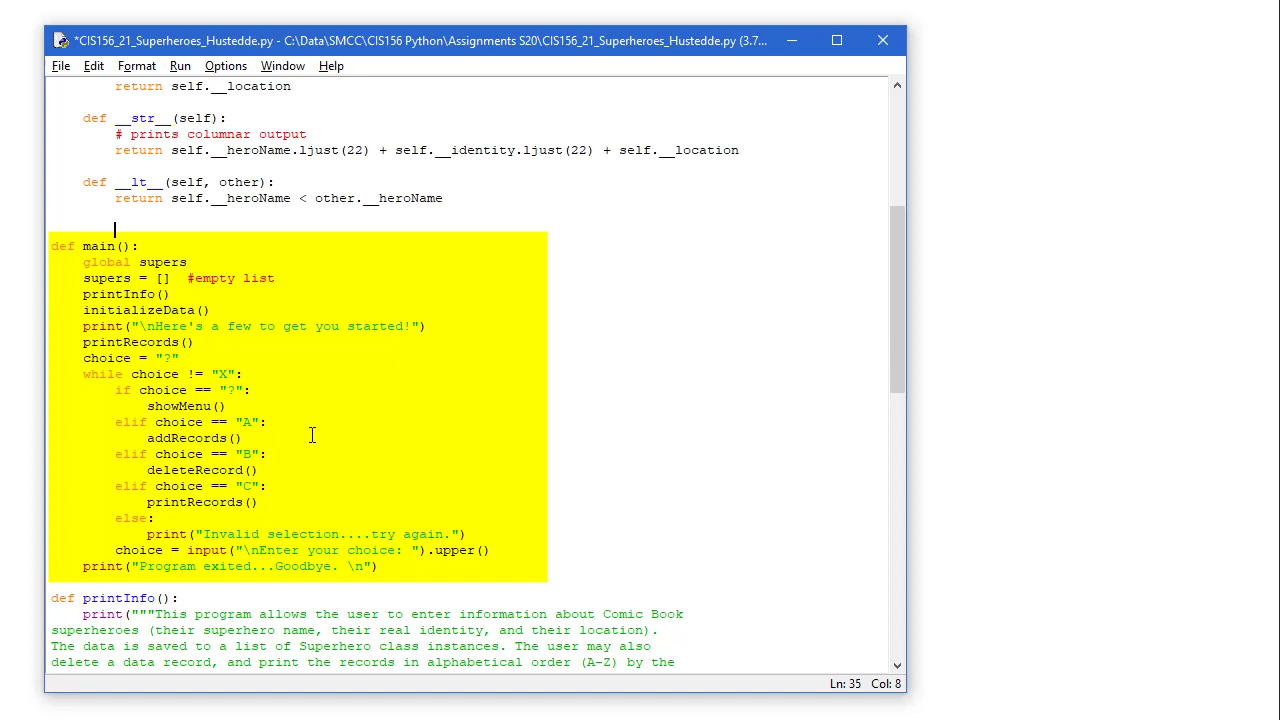 *CIS156_21_Superheroes_Hustedde.py - C:\Data\SMCC\CIS156 Python\Assignments S20\CIS156_21_Superheroes_Hustedde.py (3.7...
File Edit Format Run Options Window Help
        return self.__location
    def __str__(self):
        # prints columnar output
        return self.__heroName.ljust(22) + self.__identity.ljust(22) + self.__location
    def __lt__(self, other):
        return self.__heroName < other.__heroName
def main():
    global supers
    supers = []  #empty list
    printInfo()
    initializeData()
    print("\nHere's a few to get you started!")
    printRecords()
    choice = "?"
    while choice != "X":
        if choice == "?":
            showMenu()
        elif choice == "A":
            addRecords()
        elif choice == "B":
            deleteRecord()
        elif choice == "C":
            printRecords()
        else:
            print("Invalid selection....try again.")
        choice = input("\nEnter your choice: ").upper()
    print("Program exited...Goodbye. \n")
def printInfo():
    print("""This program allows the user to enter information about Comic Book
superheroes (their superhero name, their real identity, and their location).
The data is saved to a list of Superhero class instances. The user may also
delete a data record, and print the records in alphabetical order (A-Z) by the
Ln: 35 Col: 8